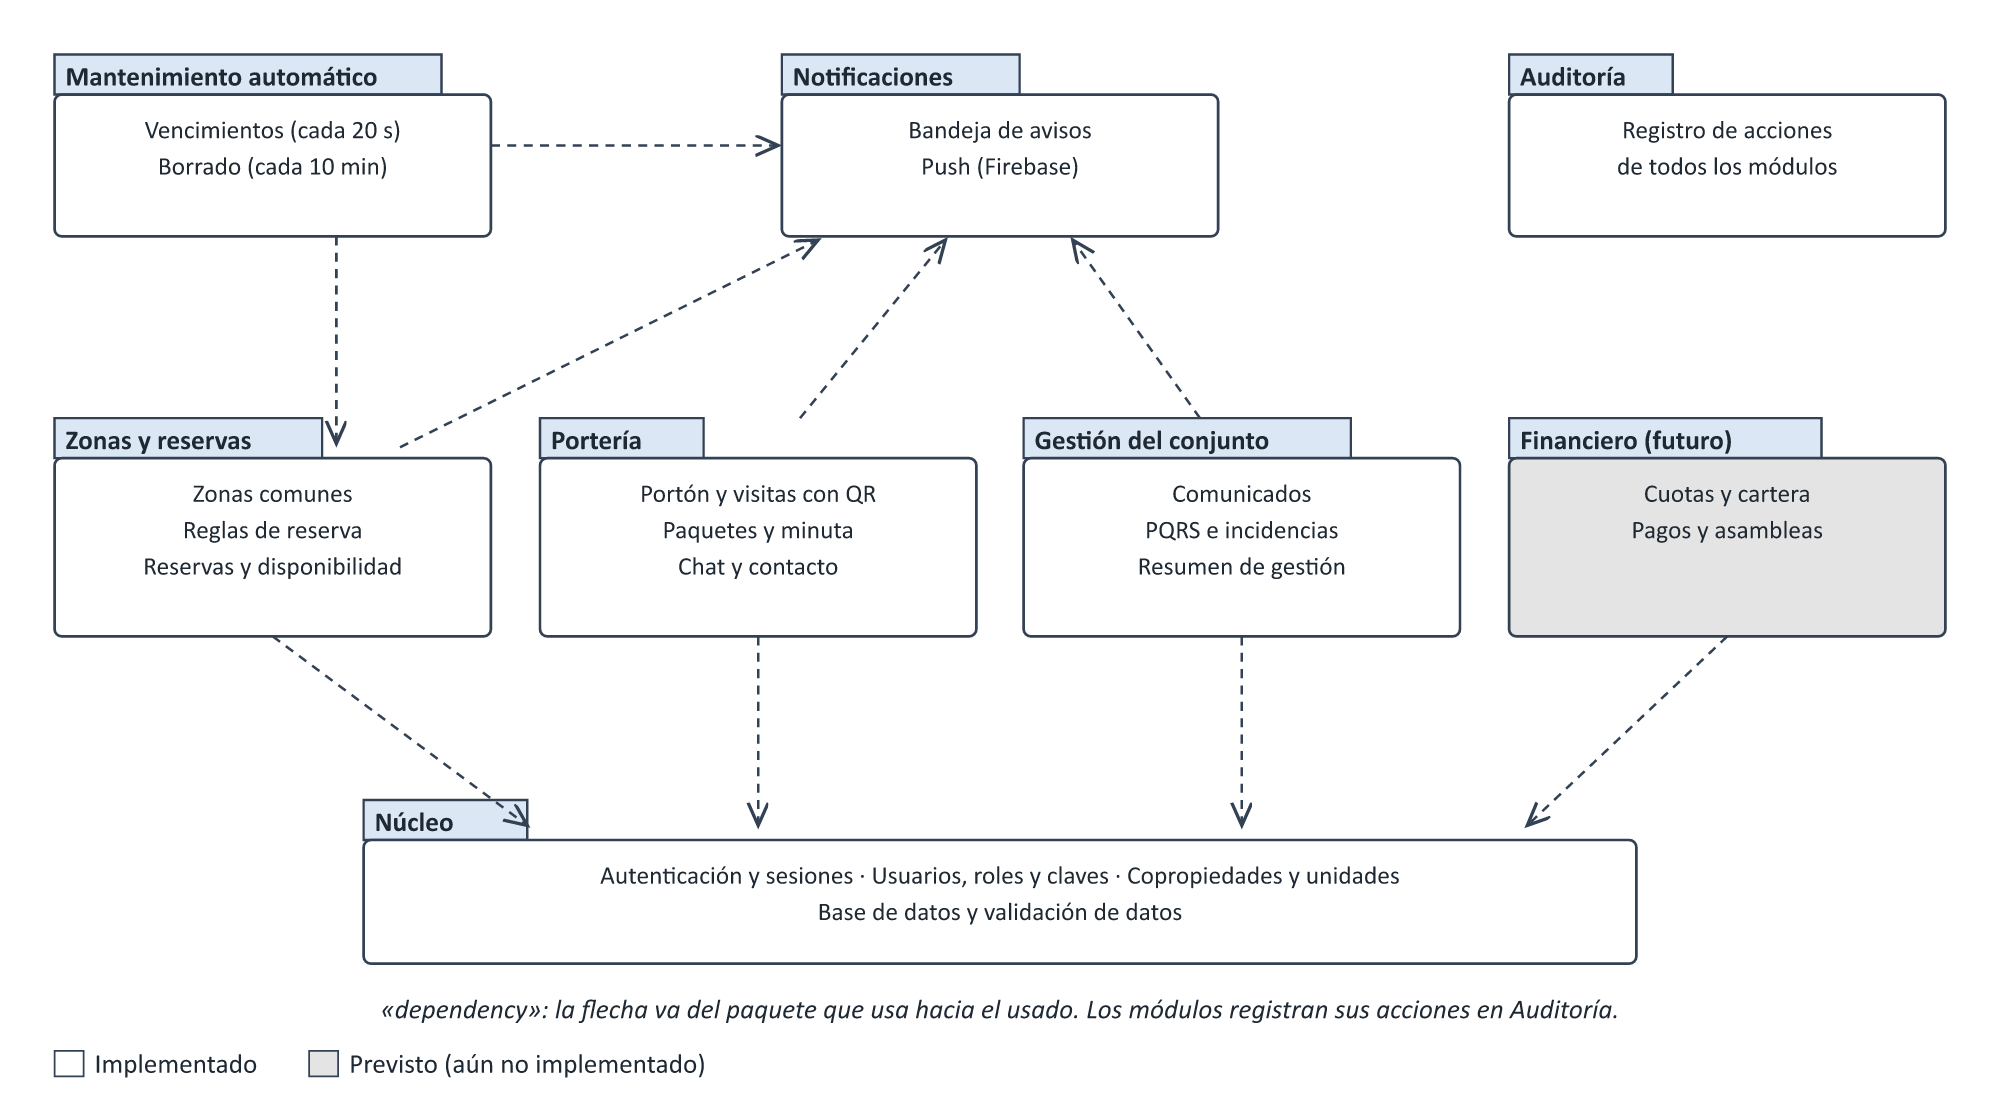 Mantenimiento automático
Vencimientos (cada 20 s)
Borrado (cada 10 min)
Notificaciones
Bandeja de avisos
Push (Firebase)
Auditoría
Registro de acciones
de todos los módulos
Zonas y reservas
Zonas comunes
Reglas de reserva
Reservas y disponibilidad
Portería
Portón y visitas con QR
Paquetes y minuta
Chat y contacto
Gestión del conjunto
Comunicados
PQRS e incidencias
Resumen de gestión
Financiero (futuro)
Cuotas y cartera
Pagos y asambleas
Núcleo
Autenticación y sesiones · Usuarios, roles y claves · Copropiedades y unidades
Base de datos y validación de datos
«dependency»: la flecha va del paquete que usa hacia el usado. Los módulos registran sus acciones en Auditoría.
Implementado
Previsto (aún no implementado)